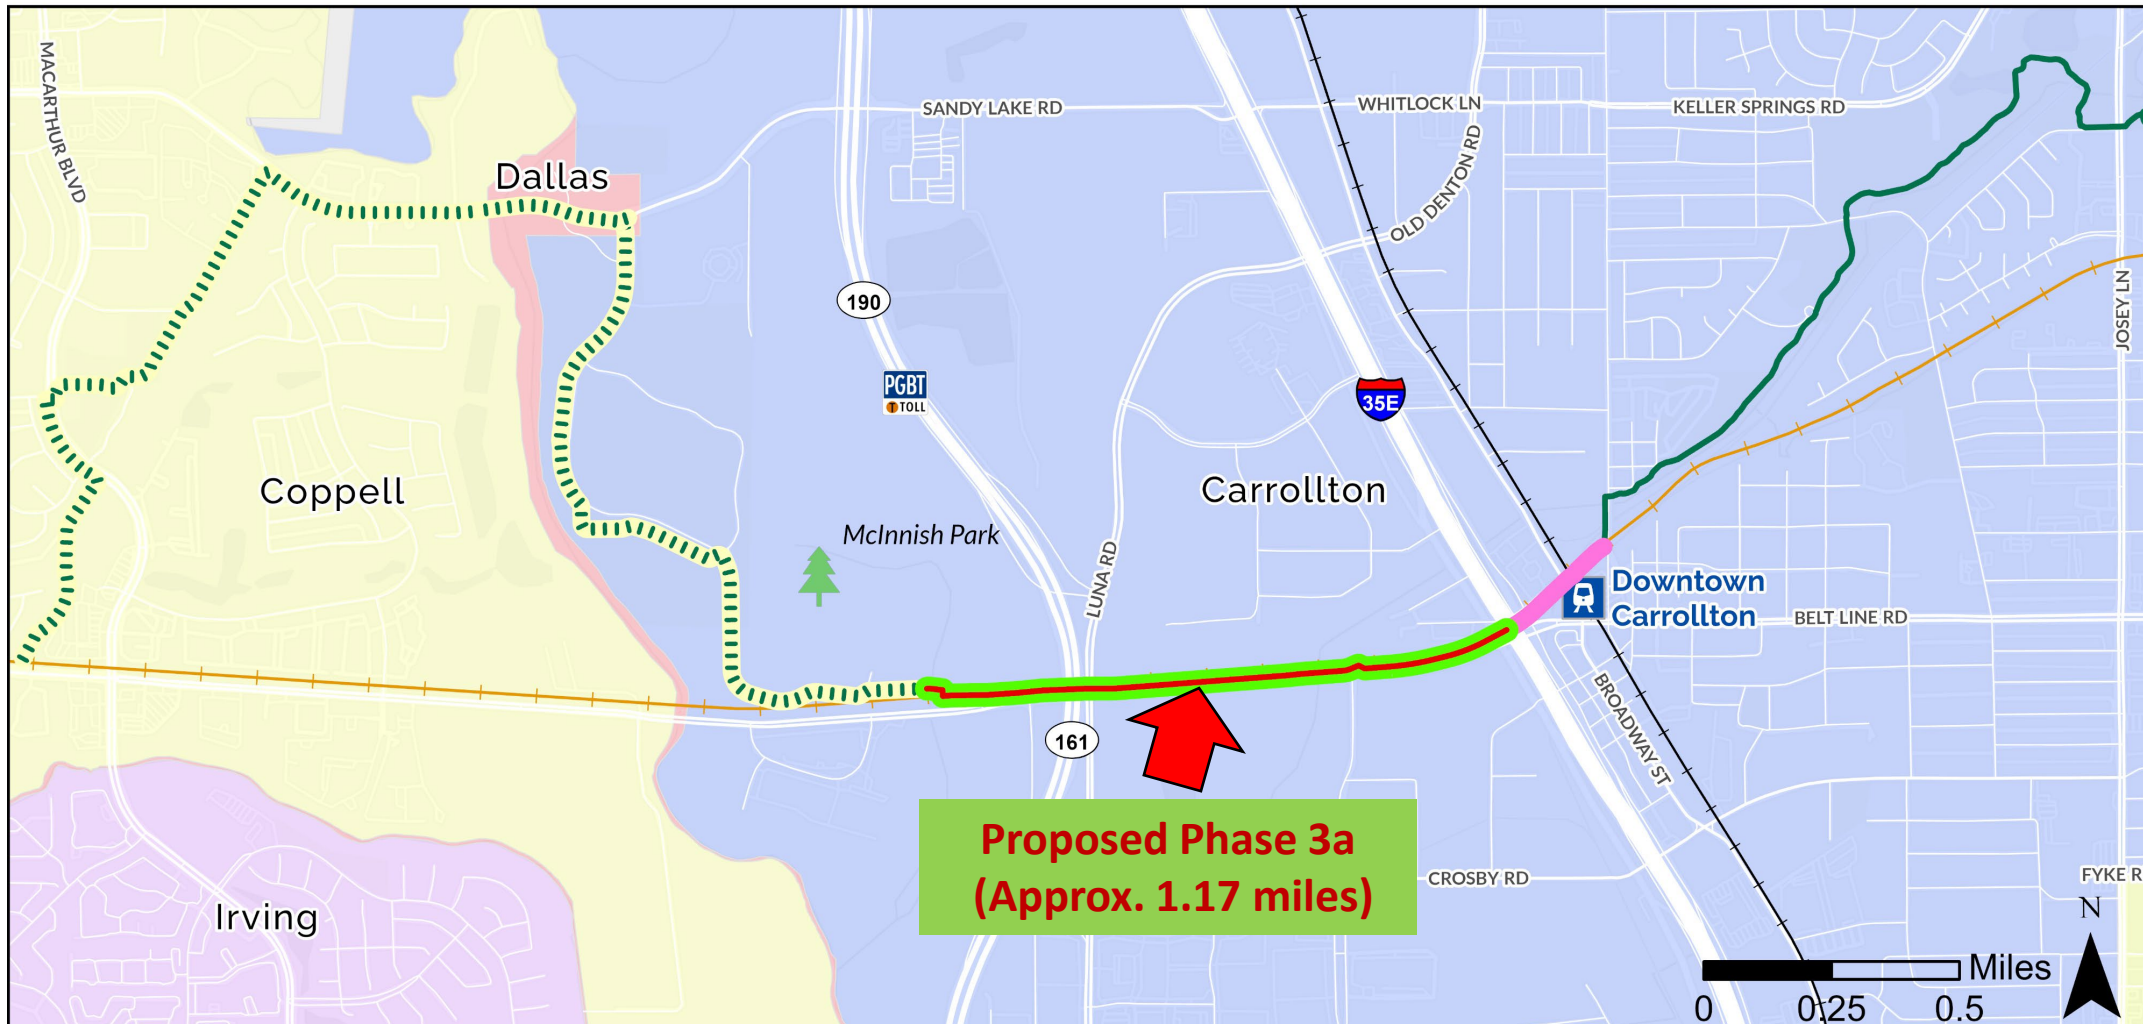 MACARTHUR BLVD
SANDY LAKE RD
WHITLOCK LN
KELLER SPRINGS RD
OLD DENTON RD
Dallas
190
PGBT
T TOLL
35E
JOSEY LN
Coppell
Carrollton
McInnish Park
LUNA RD
Downtown
Carrollton
BELT LINE RD
BROADWAY ST
161
Proposed Phase 3a
(Approx. 1.17 miles)
CROSBY RD
FYKE R
Irving
N
Miles
0 0.25 0.5